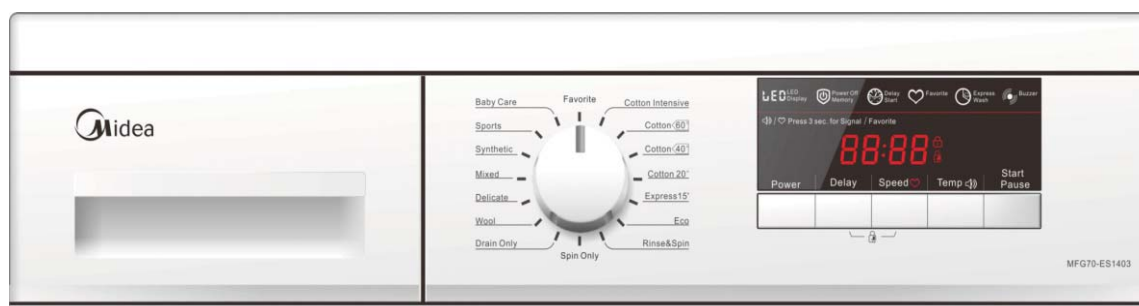 Midea
Baby Care
Sports
Synthetic
Mixed
Delicate
Wool
Drain Only
Favorite
Spin Only
Cotton Intensive
Cotton 60°
Cotton 40°
Cotton 20°
Express15'
Eco
Rinse&Spin
LED LED Display
Power Off Memory
Delay Start
Favorite
Express Wash
Buzzer
/ Press 3 sec. for Signal / Favorite
88:88
Power
Delay
Speed
Temp
Start
Pause
MFG70-ES1403